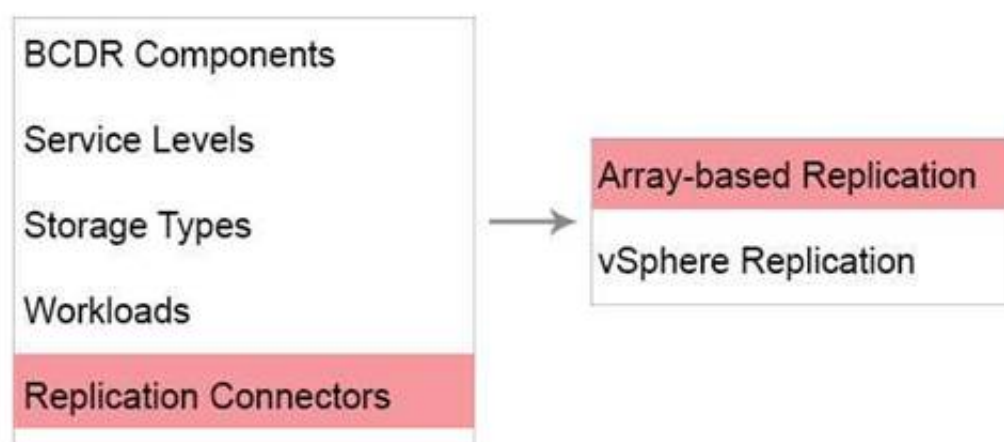 BCDR Components
Service Levels
Storage Types
Workloads
Replication Connectors
Array-based Replication
vSphere Replication